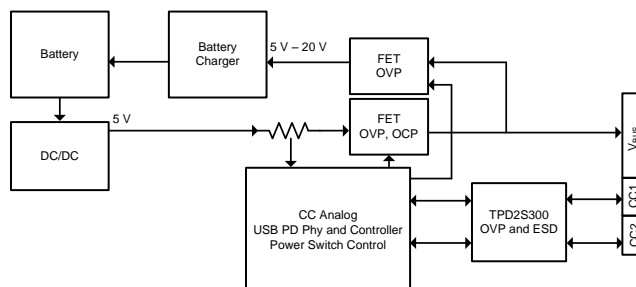 Battery
Battery
Charger
5 V – 20 V
FET
OVP
5 V
FET
OVP, OCP
DC/DC
VBUS
CC Analog
USB PD Phy and Controller
Power Switch Control
TPD2S300
OVP and ESD
CC1
CC2